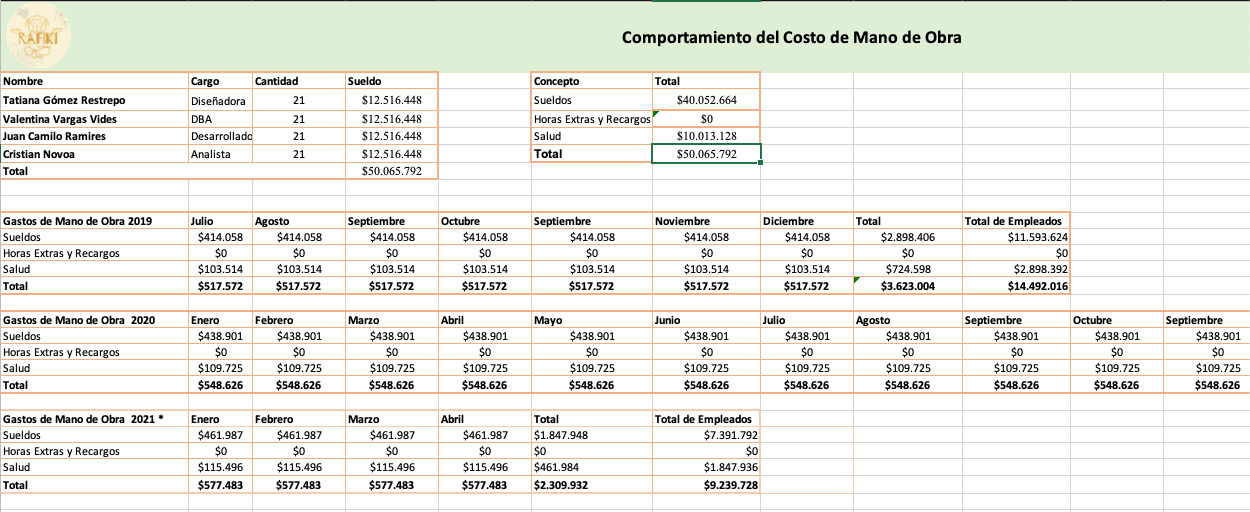 RAFIKI
Comportamiento del Costo de Mano de Obra
Nombre Cargo Cantidad Sueldo
Tatiana Gómez Restrepo Diseñadora 21 $12.516.448
Valentina Vargas Vides DBA 21 $12.516.448
Juan Camilo Ramires Desarrollado 21 $12.516.448
Cristian Novoa Analista 21 $12.516.448
Total $50.065.792
Concepto Total
Sueldos $40.052.664
Horas Extras y Recargos $0
Salud $10.013.128
Total $50.065.792
Gastos de Mano de Obra 2019 Julio Agosto Septiembre Octubre Septiembre Noviembre Diciembre Total Total de Empleados
Sueldos $414.058 $414.058 $414.058 $414.058 $414.058 $414.058 $414.058 $2.898.406 $11.593.624
Horas Extras y Recargos $0 $0 $0 $0 $0 $0 $0 $0 $0
Salud $103.514 $103.514 $103.514 $103.514 $103.514 $103.514 $103.514 $724.598 $2.898.392
Total $517.572 $517.572 $517.572 $517.572 $517.572 $517.572 $517.572 $3.623.004 $14.492.016
Gastos de Mano de Obra 2020 Enero Febrero Marzo Abril Mayo Junio Julio Agosto Septiembre Octubre Septiembre
Sueldos $438.901 $438.901 $438.901 $438.901 $438.901 $438.901 $438.901 $438.901 $438.901 $438.901 $438.901
Horas Extras y Recargos $0 $0 $0 $0 $0 $0 $0 $0 $0 $0 $0
Salud $109.725 $109.725 $109.725 $109.725 $109.725 $109.725 $109.725 $109.725 $109.725 $109.725 $109.725
Total $548.626 $548.626 $548.626 $548.626 $548.626 $548.626 $548.626 $548.626 $548.626 $548.626 $548.626
Gastos de Mano de Obra 2021 * Enero Febrero Marzo Abril Total Total de Empleados
Sueldos $461.987 $461.987 $461.987 $461.987 $1.847.948 $7.391.792
Horas Extras y Recargos $0 $0 $0 $0 $0 $0
Salud $115.496 $115.496 $115.496 $115.496 $461.984 $1.847.936
Total $577.483 $577.483 $577.483 $577.483 $2.309.932 $9.239.728